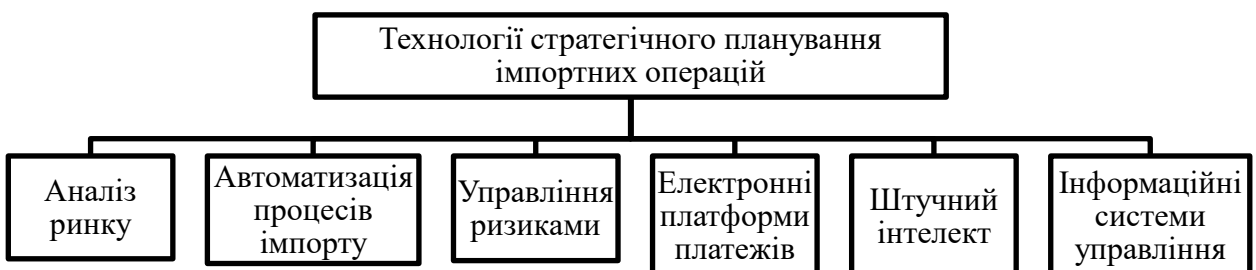 Технології стратегічного планування
імпортних операцій
Аналіз
ринку
Автоматизація
процесів
імпорту
Управління
ризиками
Електронні
платформи
платежів
Штучний
інтелект
Інформаційні
системи
управління